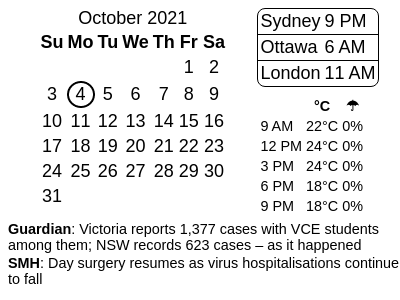 October 2021
Su Mo Tu We Th Fr Sa
1 2
3 4 5 6 7 8 9
10 11 12 13 14 15 16
17 18 19 20 21 22 23
24 25 26 27 28 29 30
31
Sydney 9 PM
Ottawa 6 AM
London 11 AM
°C ☂
9 AM 22°C 0%
12 PM 24°C 0%
3 PM 24°C 0%
6 PM 18°C 0%
9 PM 18°C 0%
Guardian: Victoria reports 1,377 cases with VCE students
among them; NSW records 623 cases – as it happened
SMH: Day surgery resumes as virus hospitalisations continue
to fall